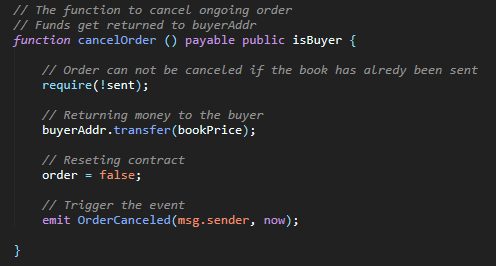 // The function to cancel ongoing order
// Funds get returned to buyerAddr
function cancelOrder () payable public isBuyer {
// Order can not be canceled if the book has alredy been sent
require(!sent);
// Returning money to the buyer
buyerAddr.transfer(bookPrice);
// Reseting contract
order = false;
// Trigger the event
emit OrderCanceled(msg.sender, now);
}